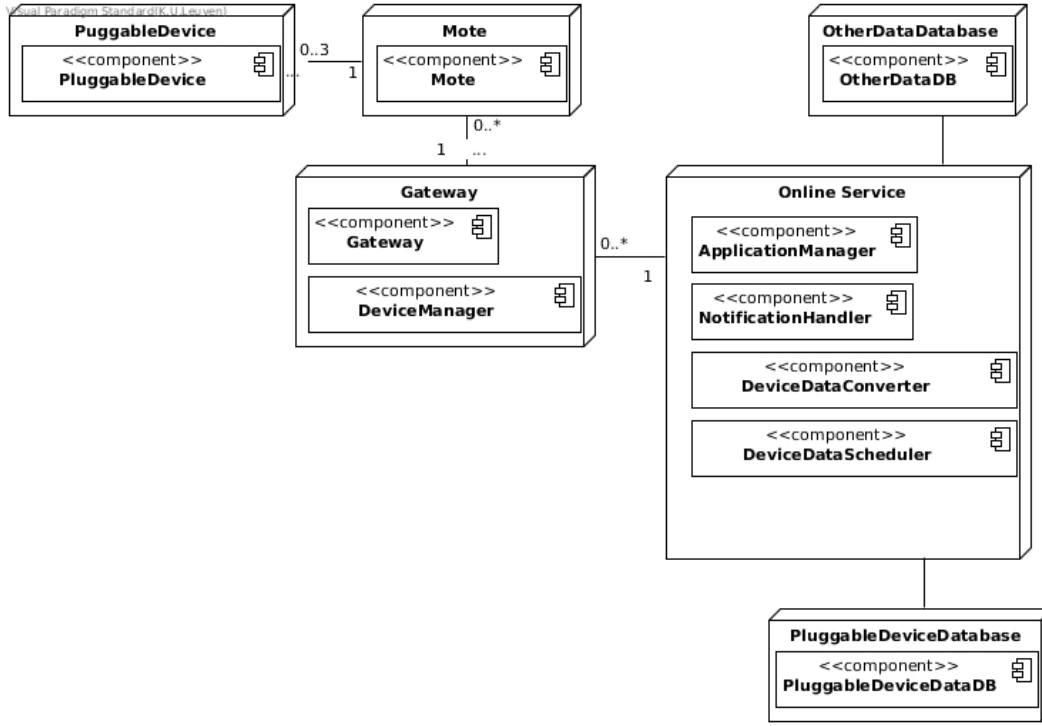 Visual Paradigm Standard(K.U.Leuven)
PuggableDevice
<<component>>
PluggableDevice
0..3
...
1
Mote
<<component>>
Mote
OtherDataDatabase
<<component>>
OtherDataDB
0..*
1
...
Gateway
<<component>>
Gateway
<<component>>
DeviceManager
0..*
1
Online Service
<<component>>
ApplicationManager
<<component>>
NotificationHandler
<<component>>
DeviceDataConverter
<<component>>
DeviceDataScheduler
PluggableDeviceDatabase
<<component>>
PluggableDeviceDataDB